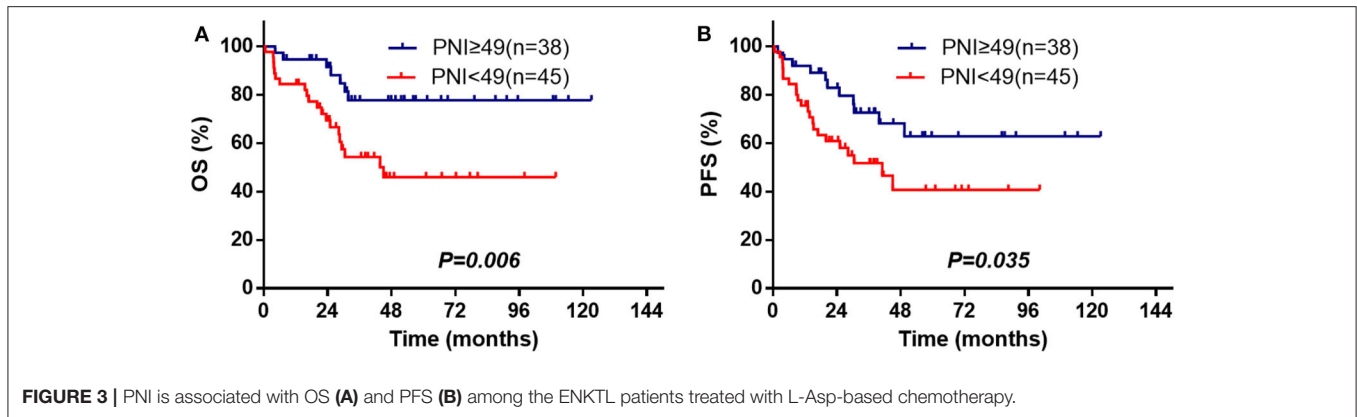 A
OS (%)
100
80
60
40
20
0
PNI≥49(n=38)
PNI<49(n=45)
P=0.006
0 24 48 72 96 120 144
Time (months)
B
PFS (%)
100
80
60
40
20
0
PNI≥49(n=38)
PNI<49(n=45)
P=0.035
0 24 48 72 96 120 144
Time (months)
FIGURE 3 | PNI is associated with OS (A) and PFS (B) among the ENKTL patients treated with L-Asp-based chemotherapy.